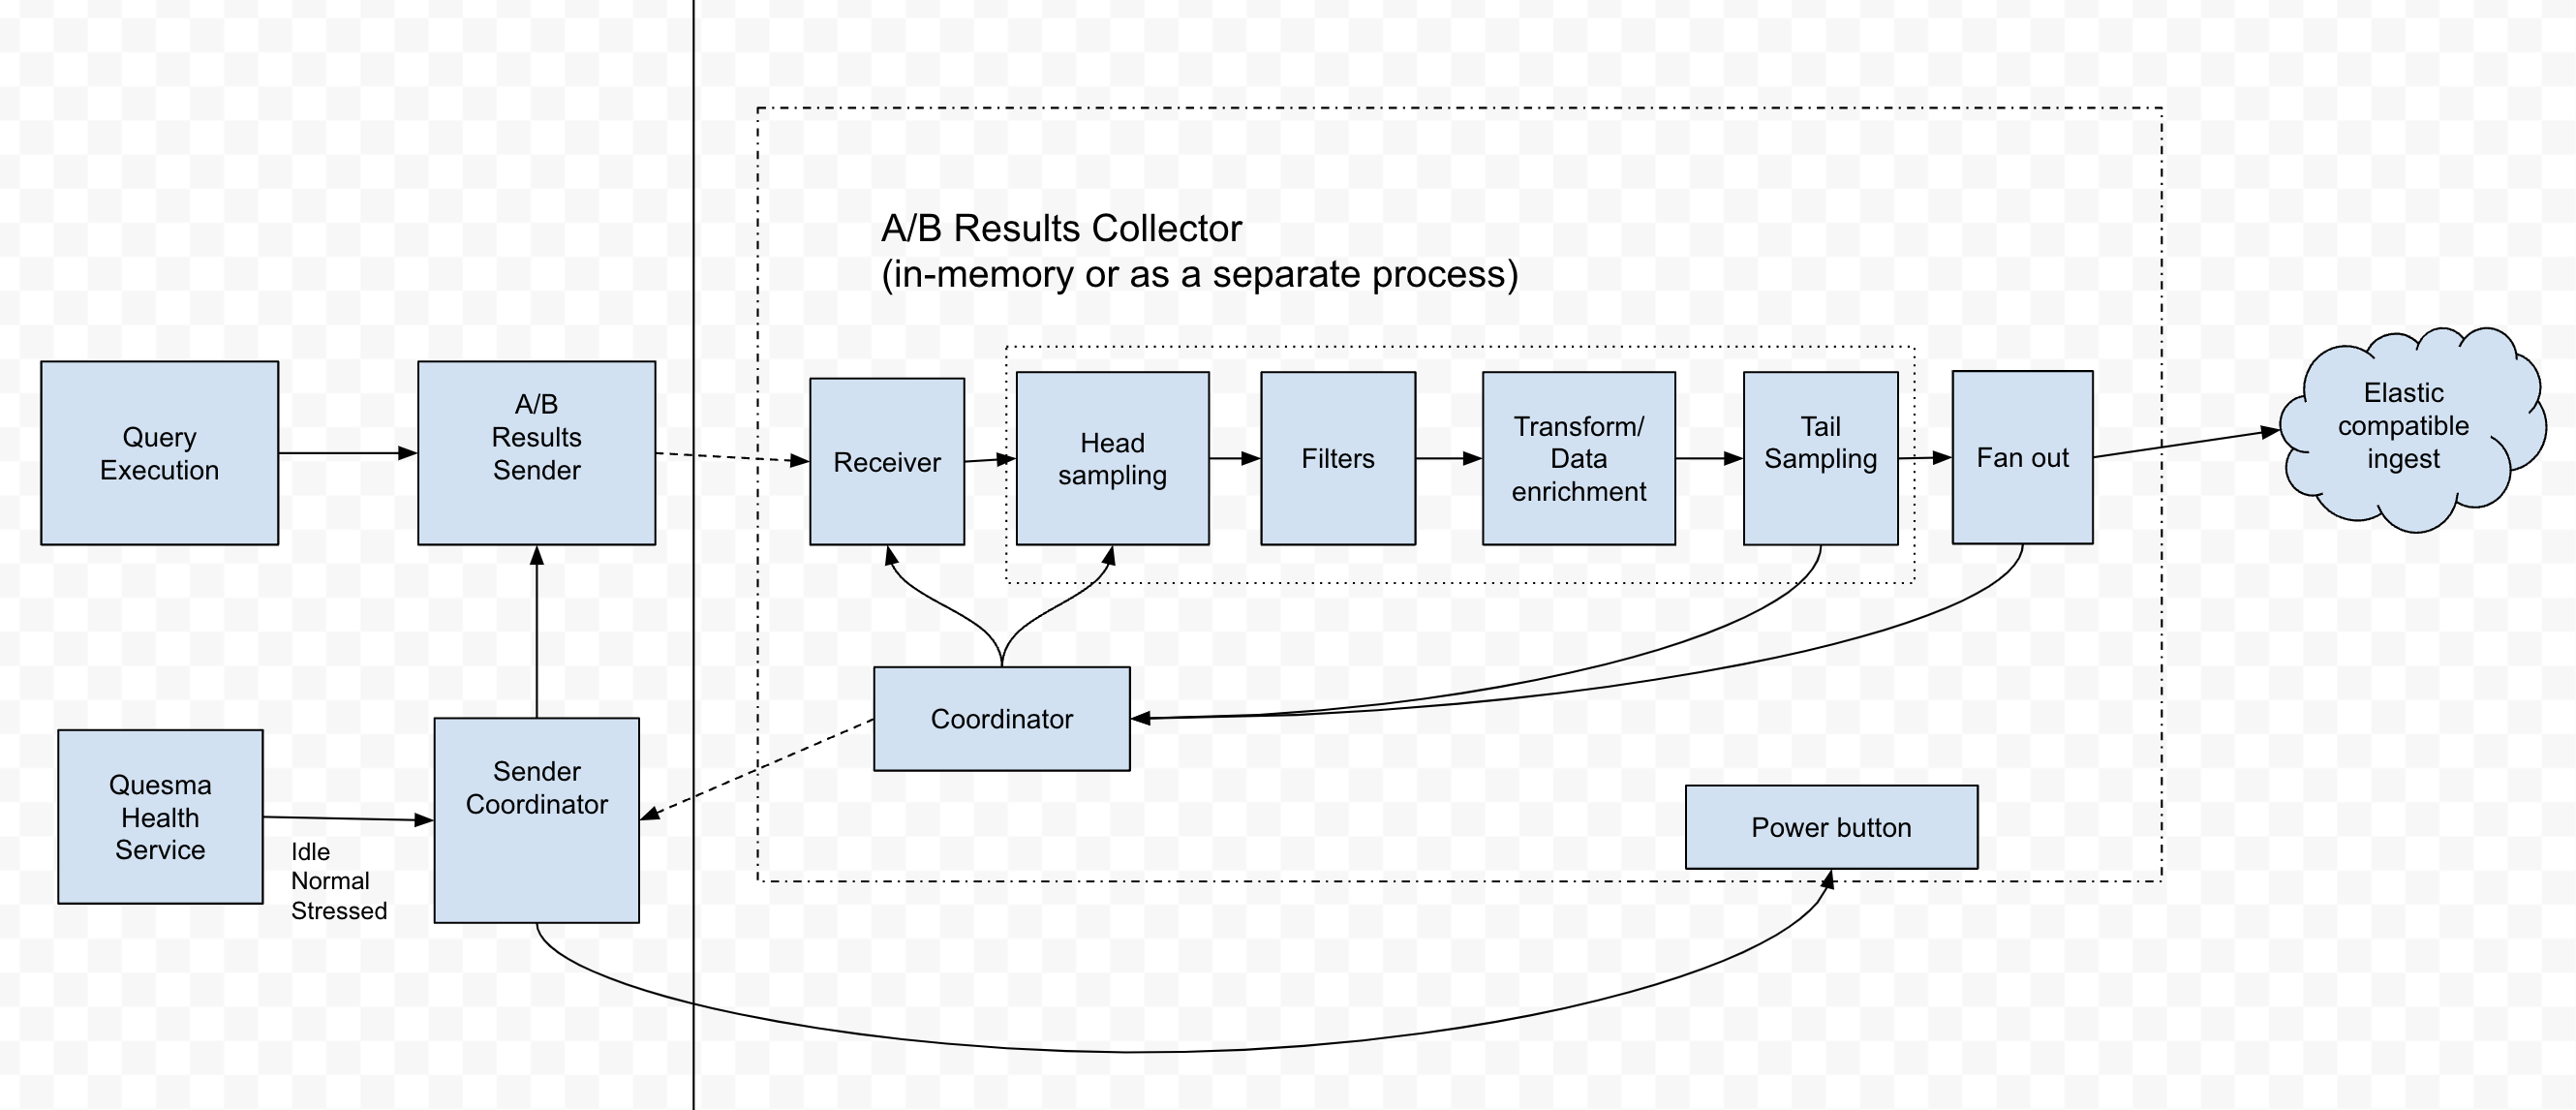 A/B Results Collector
(in-memory or as a separate process)
Query
Execution
A/B
Results
Sender
Receiver
Head
sampling
Filters
Transform/
Data
enrichment
Tail
Sampling
Fan out
Elastic
compatible
ingest
Coordinator
Quesma
Health
Service
Idle
Normal
Stressed
Sender
Coordinator
Power button